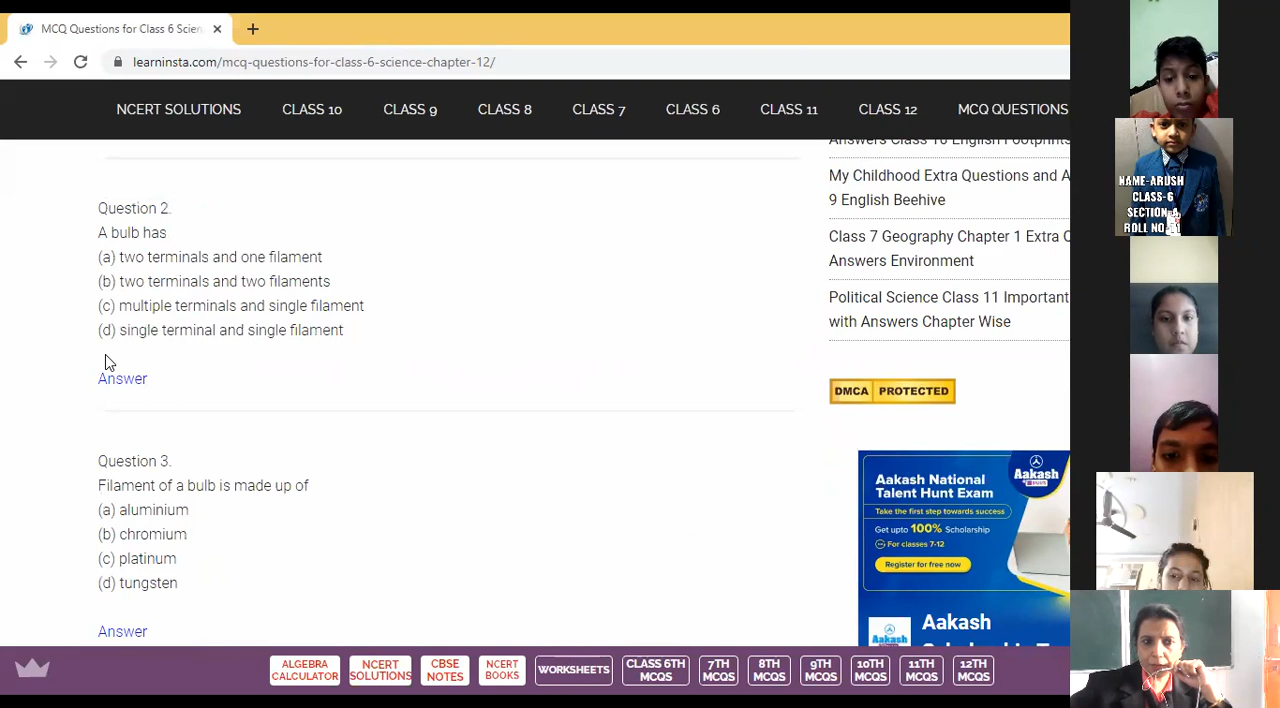 MCQ Questions for Class 6 Scien
learninsta.com/mcq-questions-for-class-6-science-chapter-12/
NCERT SOLUTIONS CLASS 10 CLASS 9 CLASS 8 CLASS 7 CLASS 6 CLASS 11 CLASS 12 MCQ QUESTIONS
Question 2.
A bulb has
(a) two terminals and one filament
(b) two terminals and two filaments
(c) multiple terminals and single filament
(d) single terminal and single filament
Answer
Question 3.
Filament of a bulb is made up of
(a) aluminium
(b) chromium
(c) platinum
(d) tungsten
Answer
Answers Class 10 English Footprints
My Childhood Extra Questions and A
9 English Beehive
Class 7 Geography Chapter 1 Extra
Answers Environment
Political Science Class 11 Important
with Answers Chapter Wise
DMCA PROTECTED
Aakash
Aakash National
Talent Hunt Exam
Take the first step towards success
Get upto 100% Scholarship
For classes 7-12
Register for free now
Aakash
Aakash
ALGEBRA CALCULATOR
NCERT SOLUTIONS
CBSE NOTES
NCERT BOOKS
WORKSHEETS
CLASS 6TH MCQS
7TH MCQS
8TH MCQS
9TH MCQS
10TH MCQS
11TH MCQS
12TH MCQS
NAME-ARUSH
CLASS-6
SECTION-
ROLL NO-11